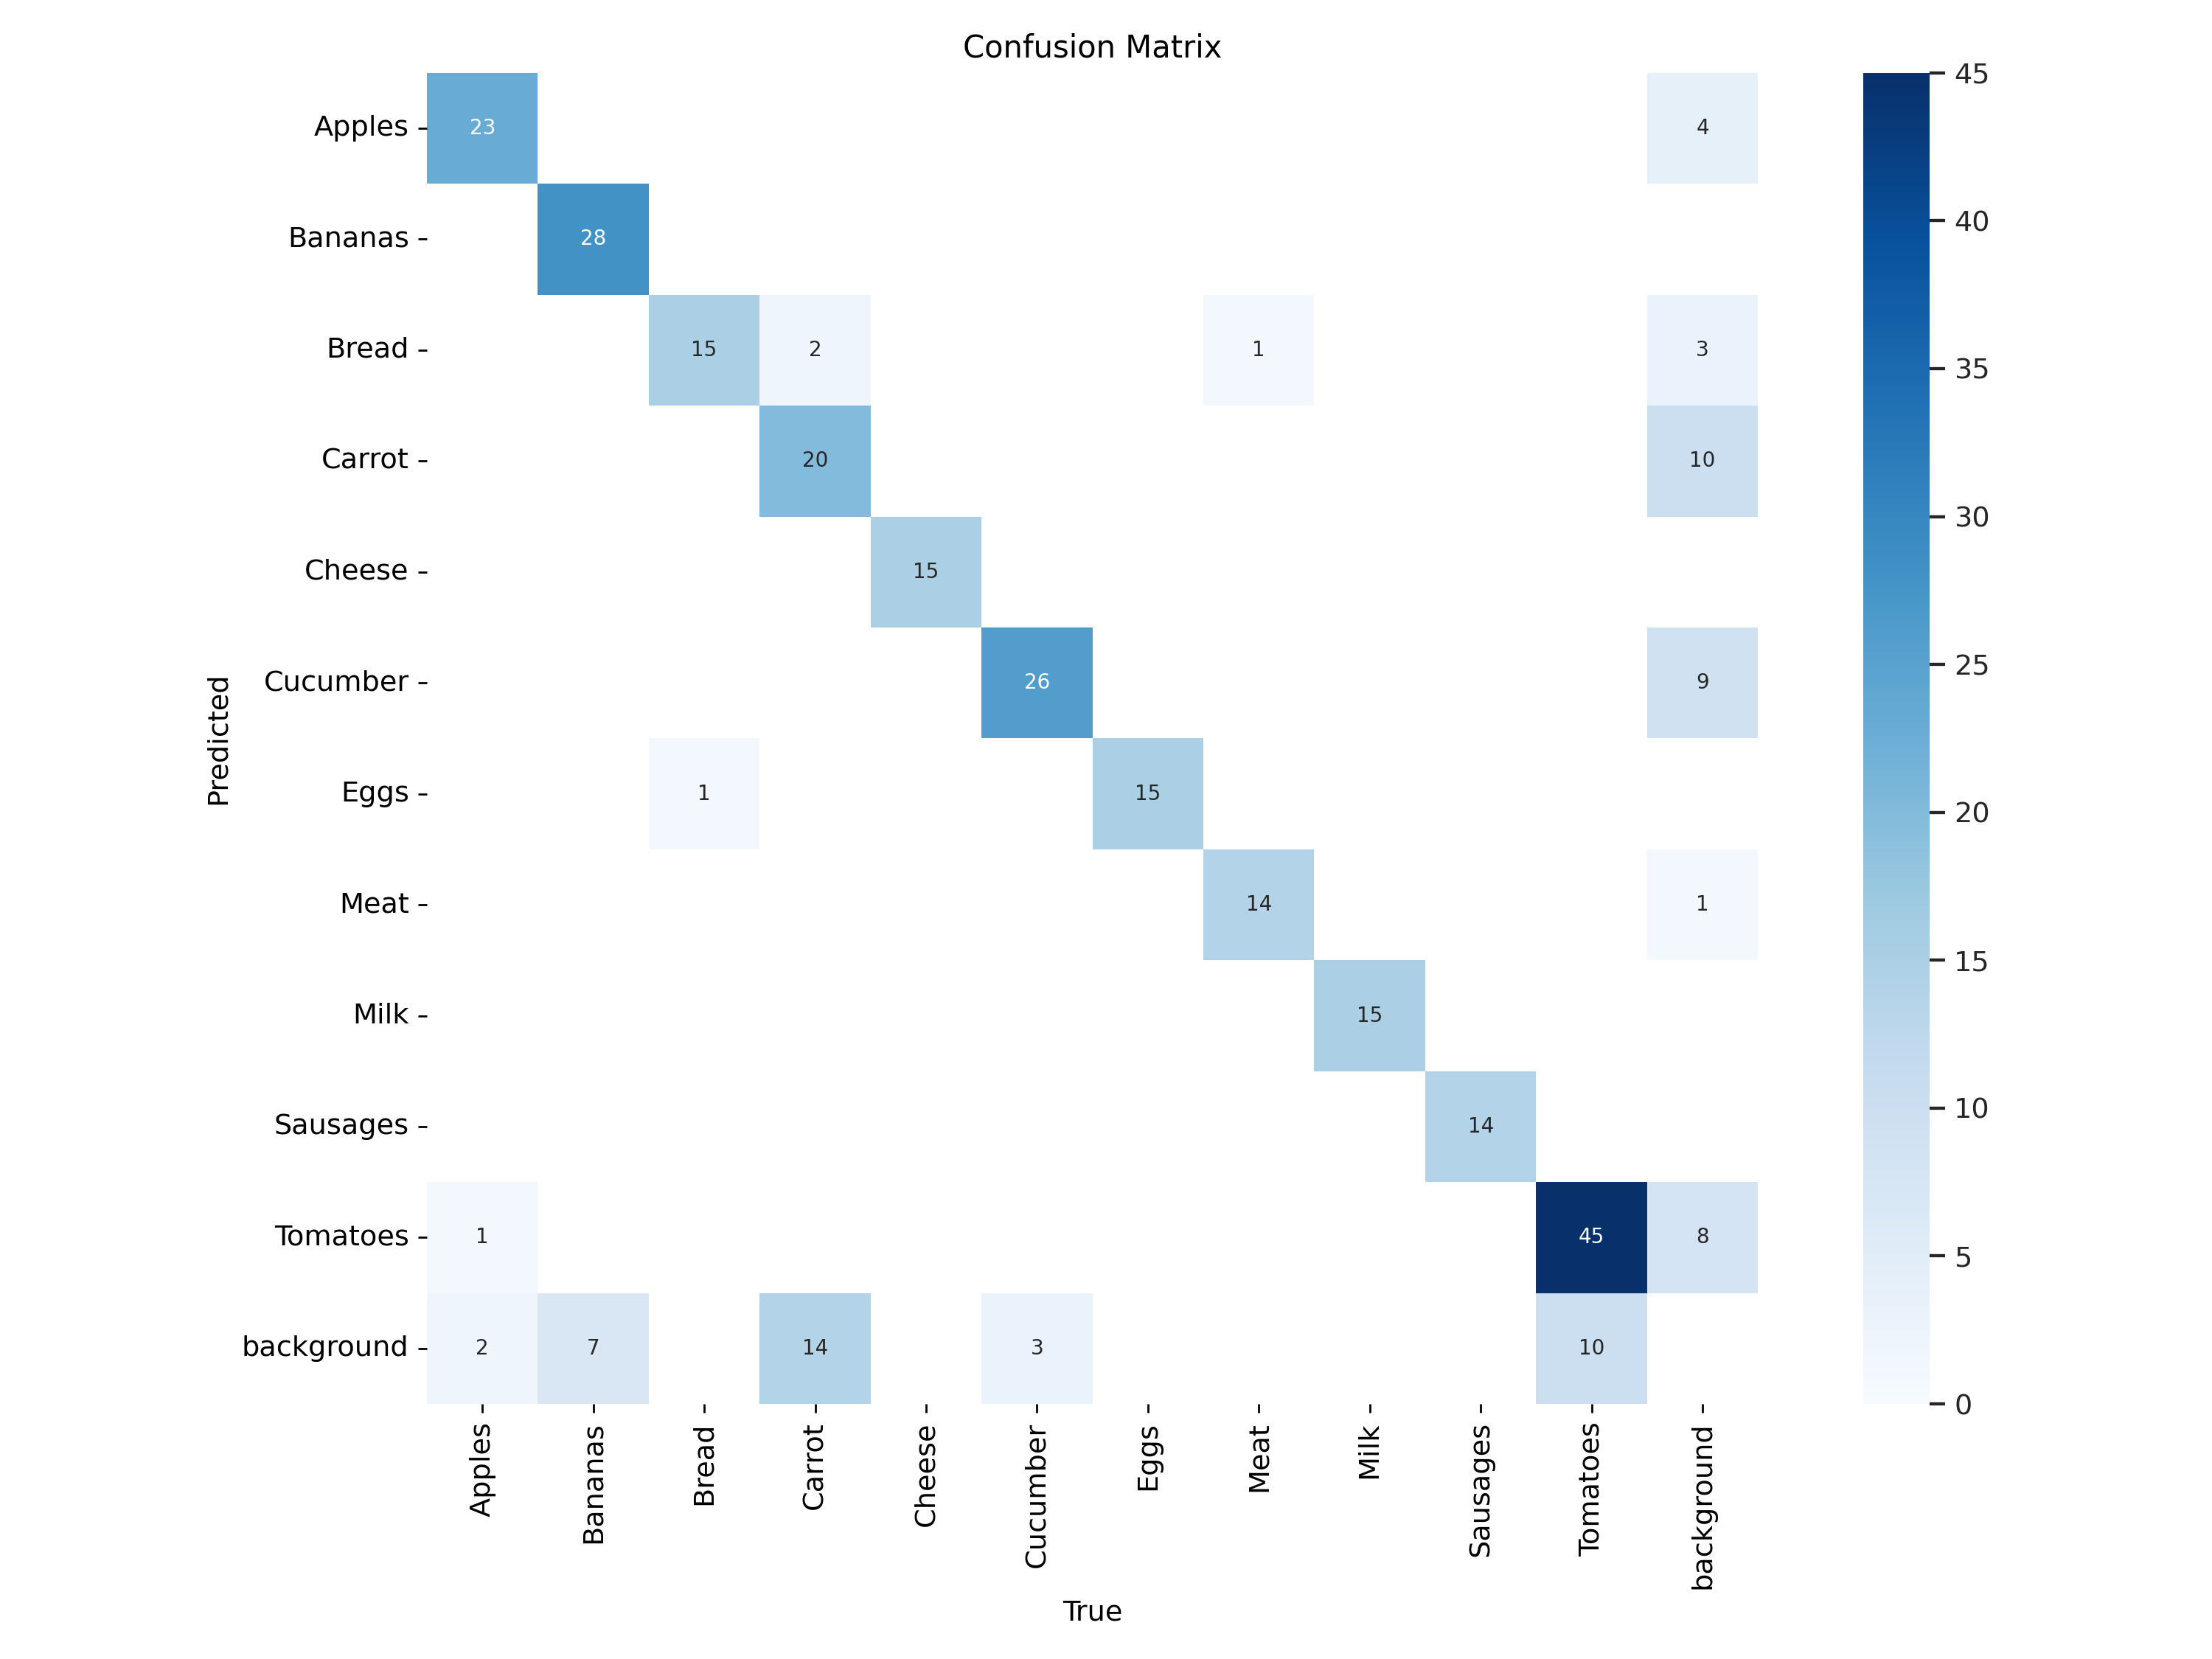 Confusion Matrix
Apples 23 4
Bananas 28
Bread 15 2 1 3
Carrot 20 10
Cheese 15
Cucumber 26 9
Eggs 1 15
Meat 14 1
Milk 15
Sausages 14
Tomatoes 1 45 8
background 2 7 14 3 10
Predicted
Apples
Bananas
Bread
Carrot
Cheese
Cucumber
Eggs
Meat
Milk
Sausages
Tomatoes
background
True
45
40
35
30
25
20
15
10
5
0